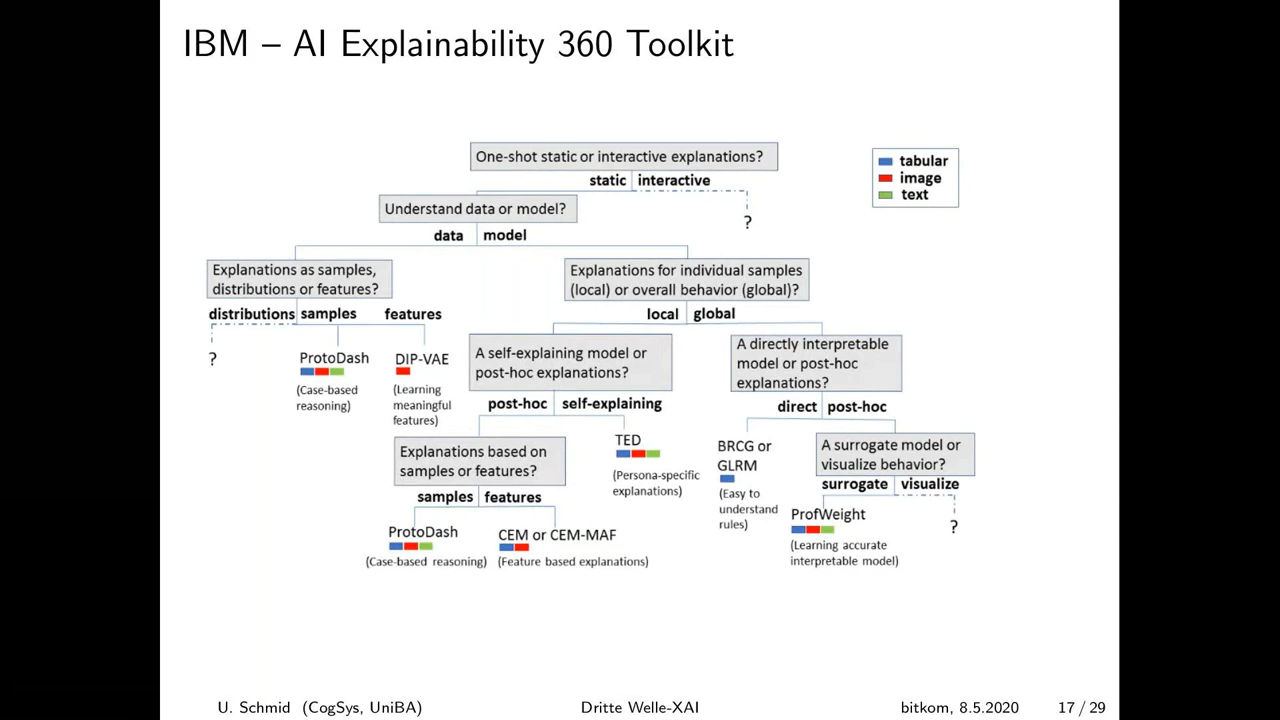 IBM – AI Explainability 360 Toolkit
One-shot static or interactive explanations?
static interactive
tabular
image
text
Understand data or model?
?
data model
Explanations as samples,
distributions or features?
Explanations for individual samples
(local) or overall behavior (global)?
distributions samples features
local global
?
ProtoDash
(Case-based
reasoning)
DIP-VAE
(Learning
meaningful
features)
A self-explaining model or
post-hoc explanations?
A directly interpretable
model or post-hoc
explanations?
post-hoc self-explaining
direct post-hoc
Explanations based on
samples or features?
TED
(Persona-specific
explanations)
BRCG or
GLRM
(Easy to
understand
rules)
A surrogate model or
visualize behavior?
samples features
surrogate visualize
ProtoDash
(Case-based reasoning)
CEM or CEM-MAF
(Feature based explanations)
ProfWeight
(Learning accurate
interpretable model)
?
U. Schmid (CogSys, UniBA) Dritte Welle-XAI bitkom, 8.5.2020 17 / 29